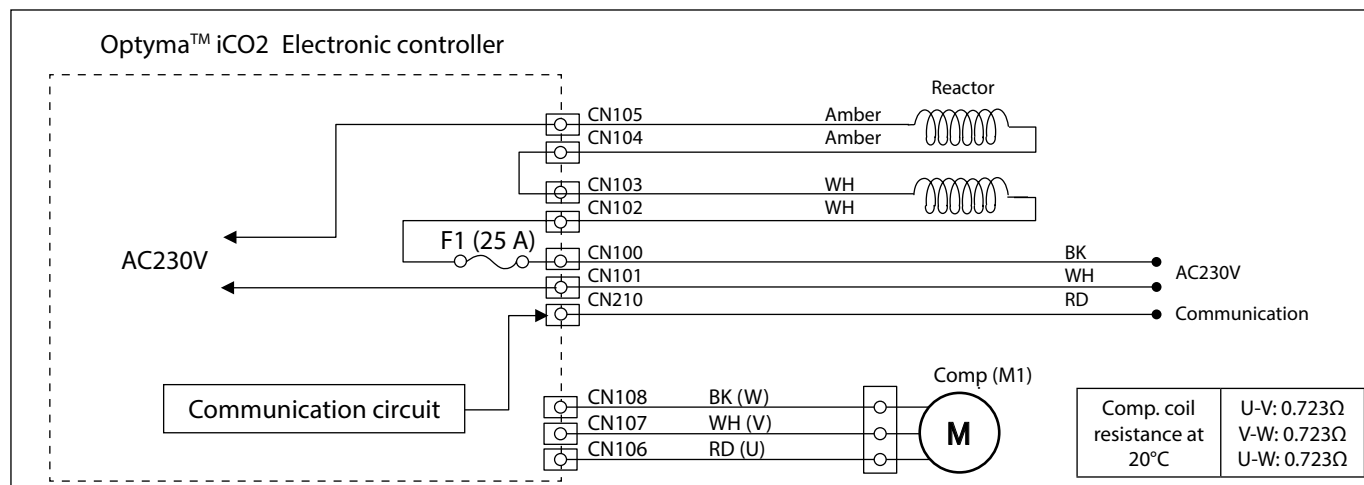 Optyma™ iCO2 Electronic controller
Reactor
CN105 Amber
CN104 Amber
CN103 WH
CN102 WH
F1 (25 A)
CN100 BK
AC230V
CN101 WH
AC230V
CN210 RD
Communication
Communication circuit
Comp (M1)
CN108 BK (W)
CN107 WH (V)
CN106 RD (U)
M
Comp. coil
resistance at
20°C
U-V: 0.723Ω
V-W: 0.723Ω
U-W: 0.723Ω